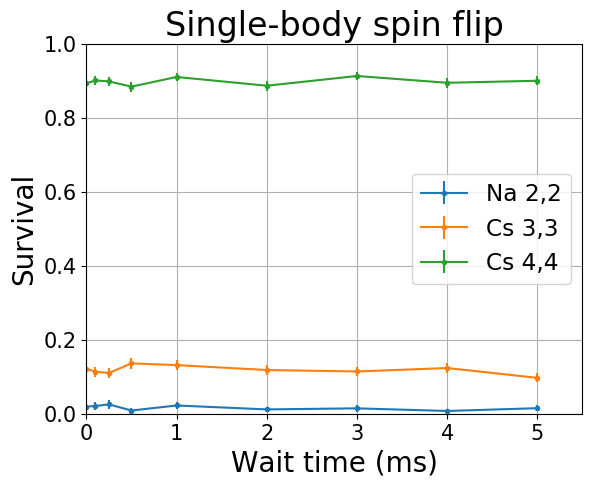 Single-body spin flip
Survival
1.0
0.8
0.6
0.4
0.2
0.0
Na 2,2
Cs 3,3
Cs 4,4
0 1 2 3 4 5
Wait time (ms)